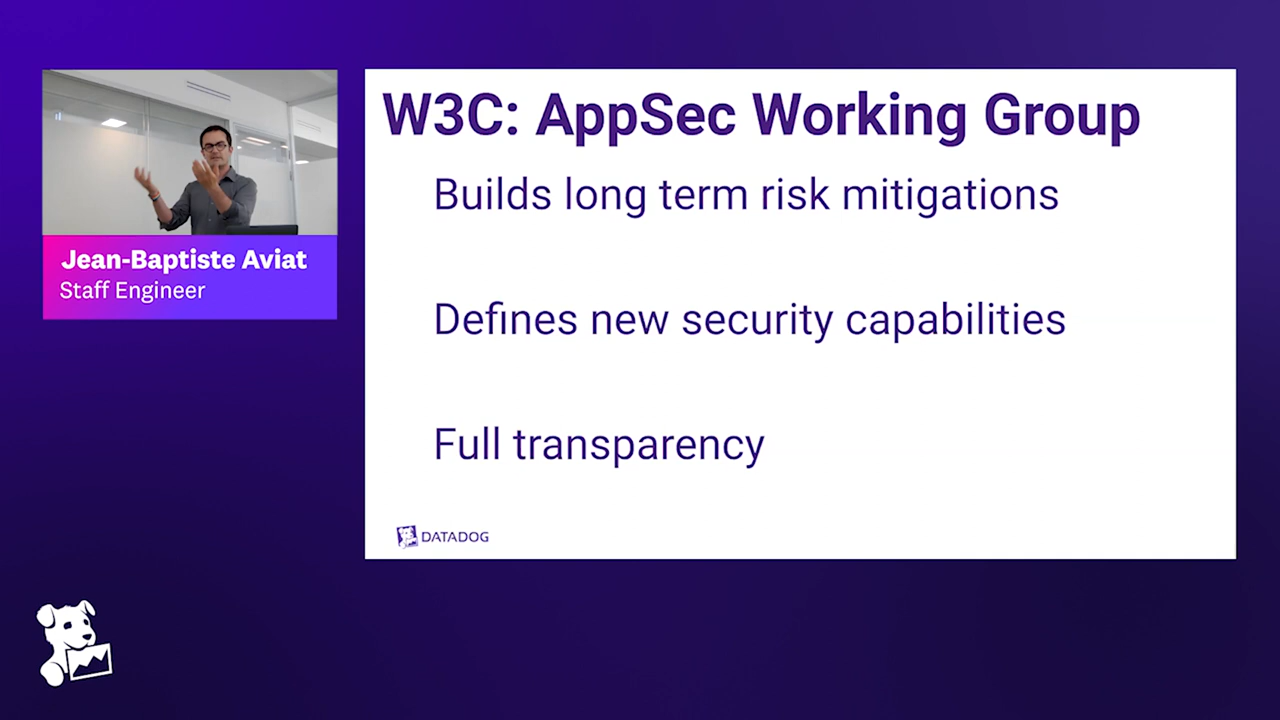 Jean-Baptiste Aviat
Staff Engineer
W3C: AppSec Working Group
Builds long term risk mitigations
Defines new security capabilities
Full transparency
DATADOG